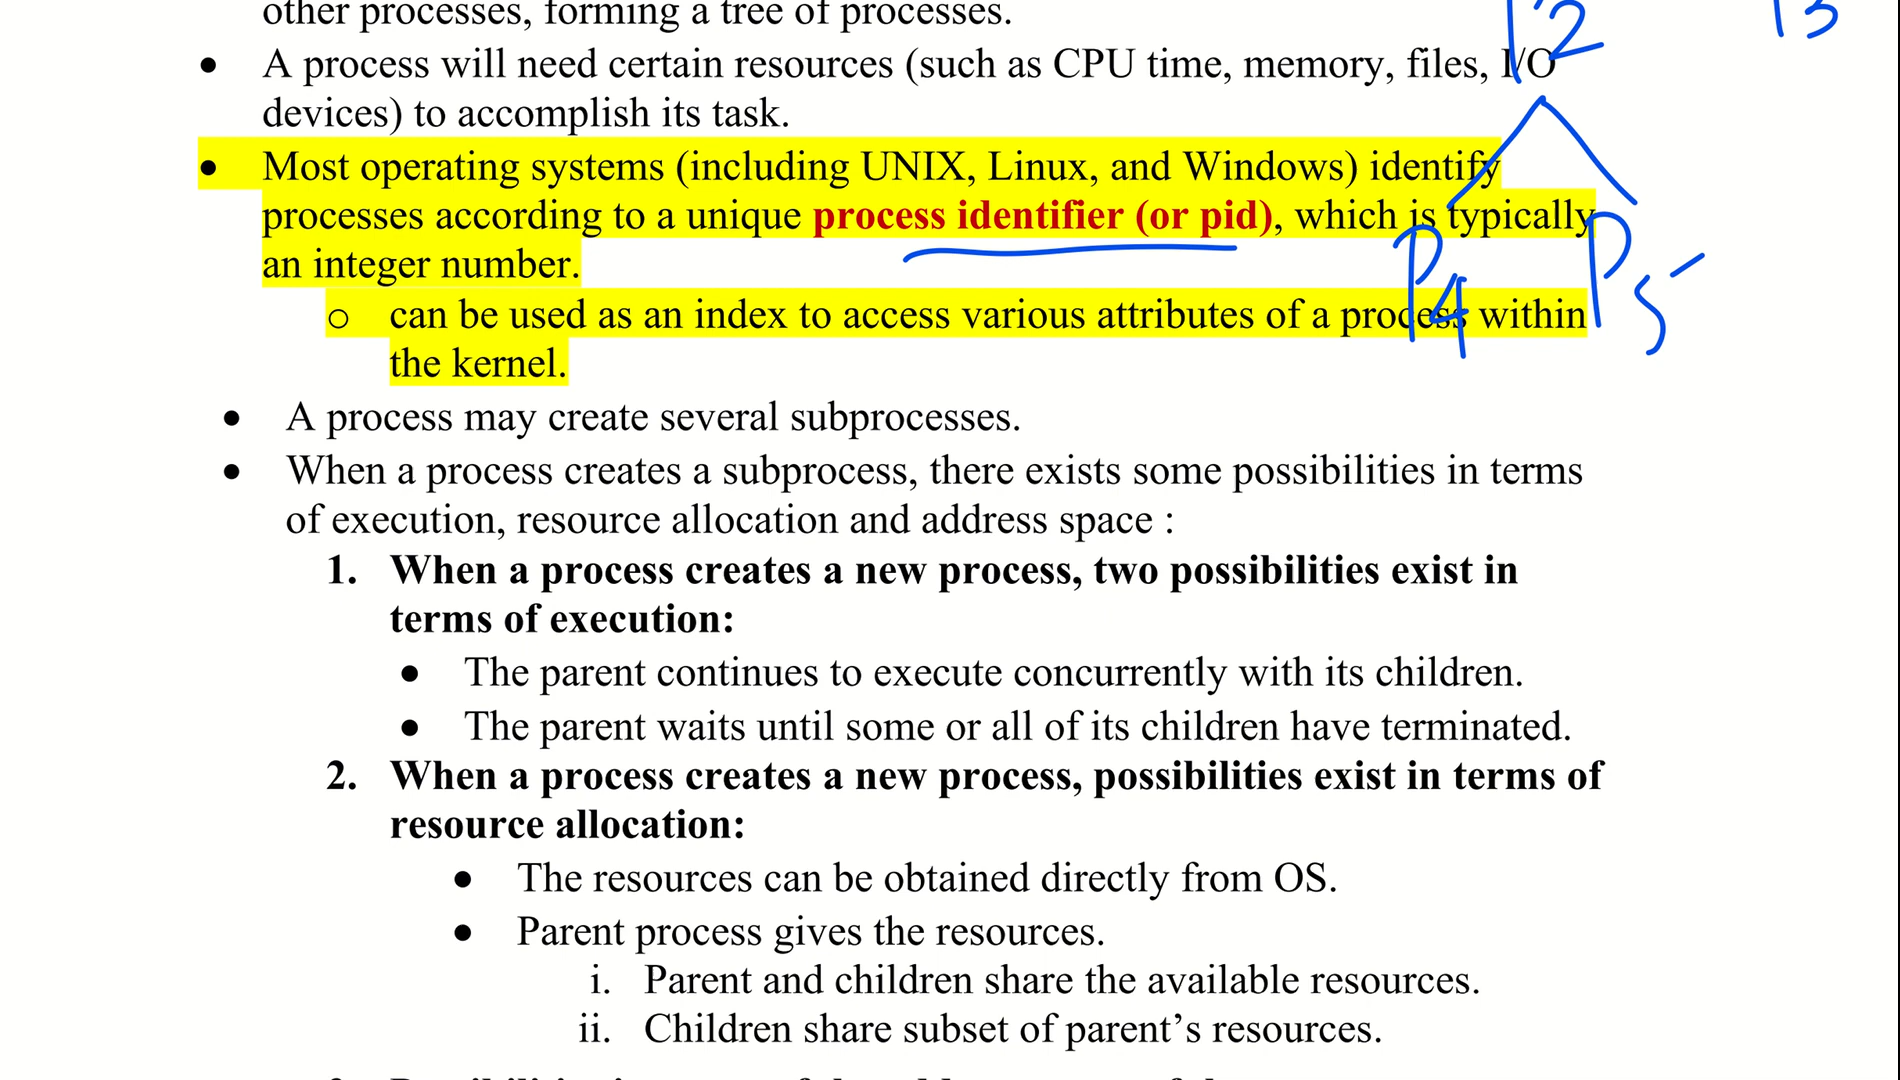 other processes, forming a tree of processes.
P2
P3
• A process will need certain resources (such as CPU time, memory, files, I/O
devices) to accomplish its task.
• Most operating systems (including UNIX, Linux, and Windows) identify
processes according to a unique process identifier (or pid), which is typically
an integer number.
P4 P5
o can be used as an index to access various attributes of a process within
the kernel.
• A process may create several subprocesses.
• When a process creates a subprocess, there exists some possibilities in terms
of execution, resource allocation and address space :
1. When a process creates a new process, two possibilities exist in
terms of execution:
• The parent continues to execute concurrently with its children.
• The parent waits until some or all of its children have terminated.
2. When a process creates a new process, possibilities exist in terms of
resource allocation:
• The resources can be obtained directly from OS.
• Parent process gives the resources.
i. Parent and children share the available resources.
ii. Children share subset of parent’s resources.